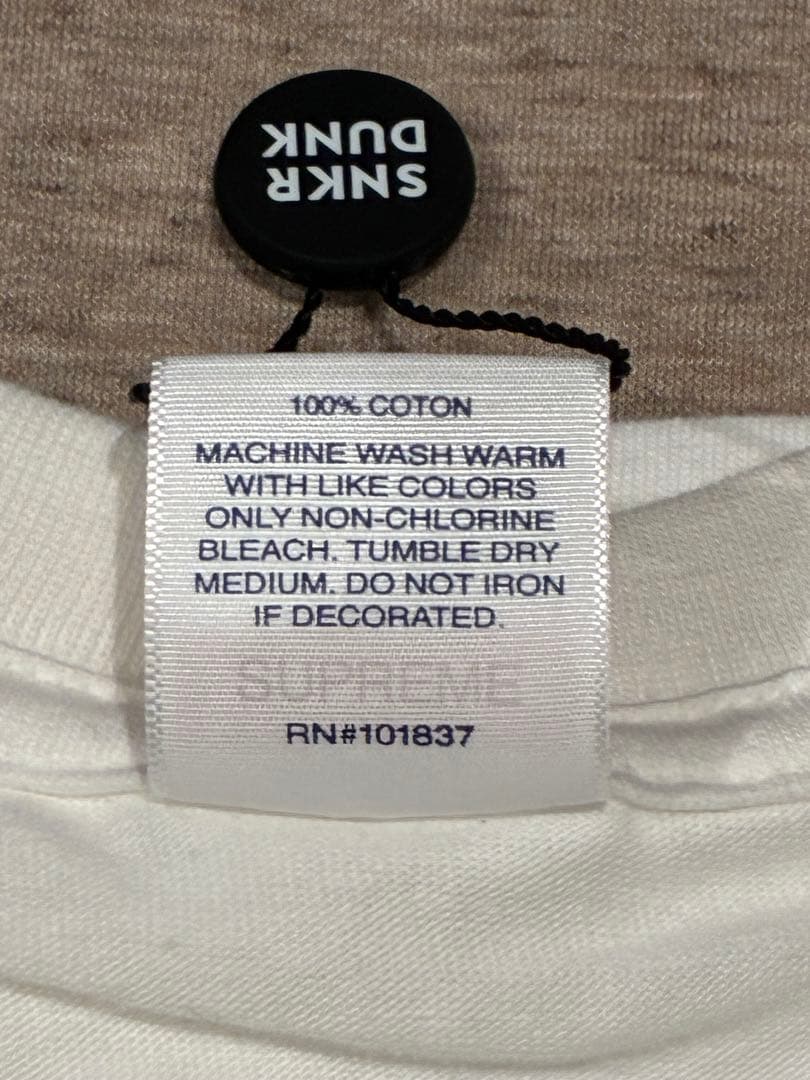 SNKR
DUNK
100% COTON
MACHINE WASH WARM
WITH LIKE COLORS
ONLY NON-CHLORINE
BLEACH. TUMBLE DRY
MEDIUM. DO NOT IRON
IF DECORATED.
SUPREME
RN#101837